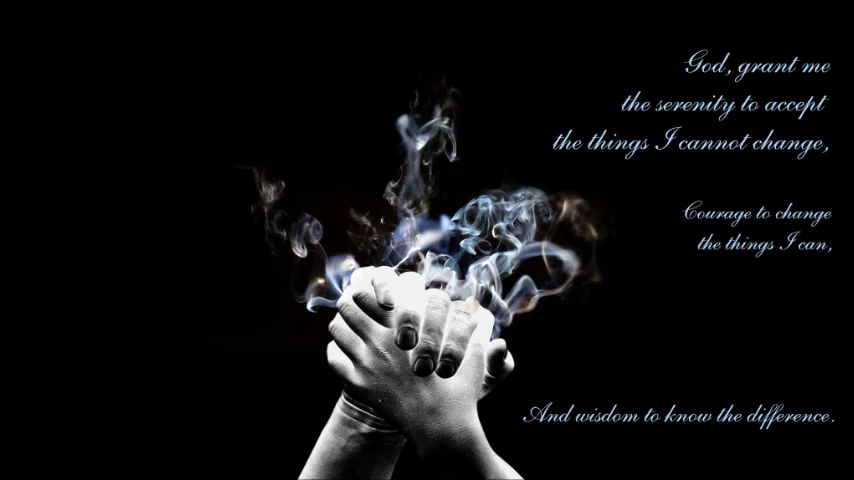 God, grant me
the serenity to accept
the things I cannot change,
Courage to change
the things I can,
And wisdom to know the difference.